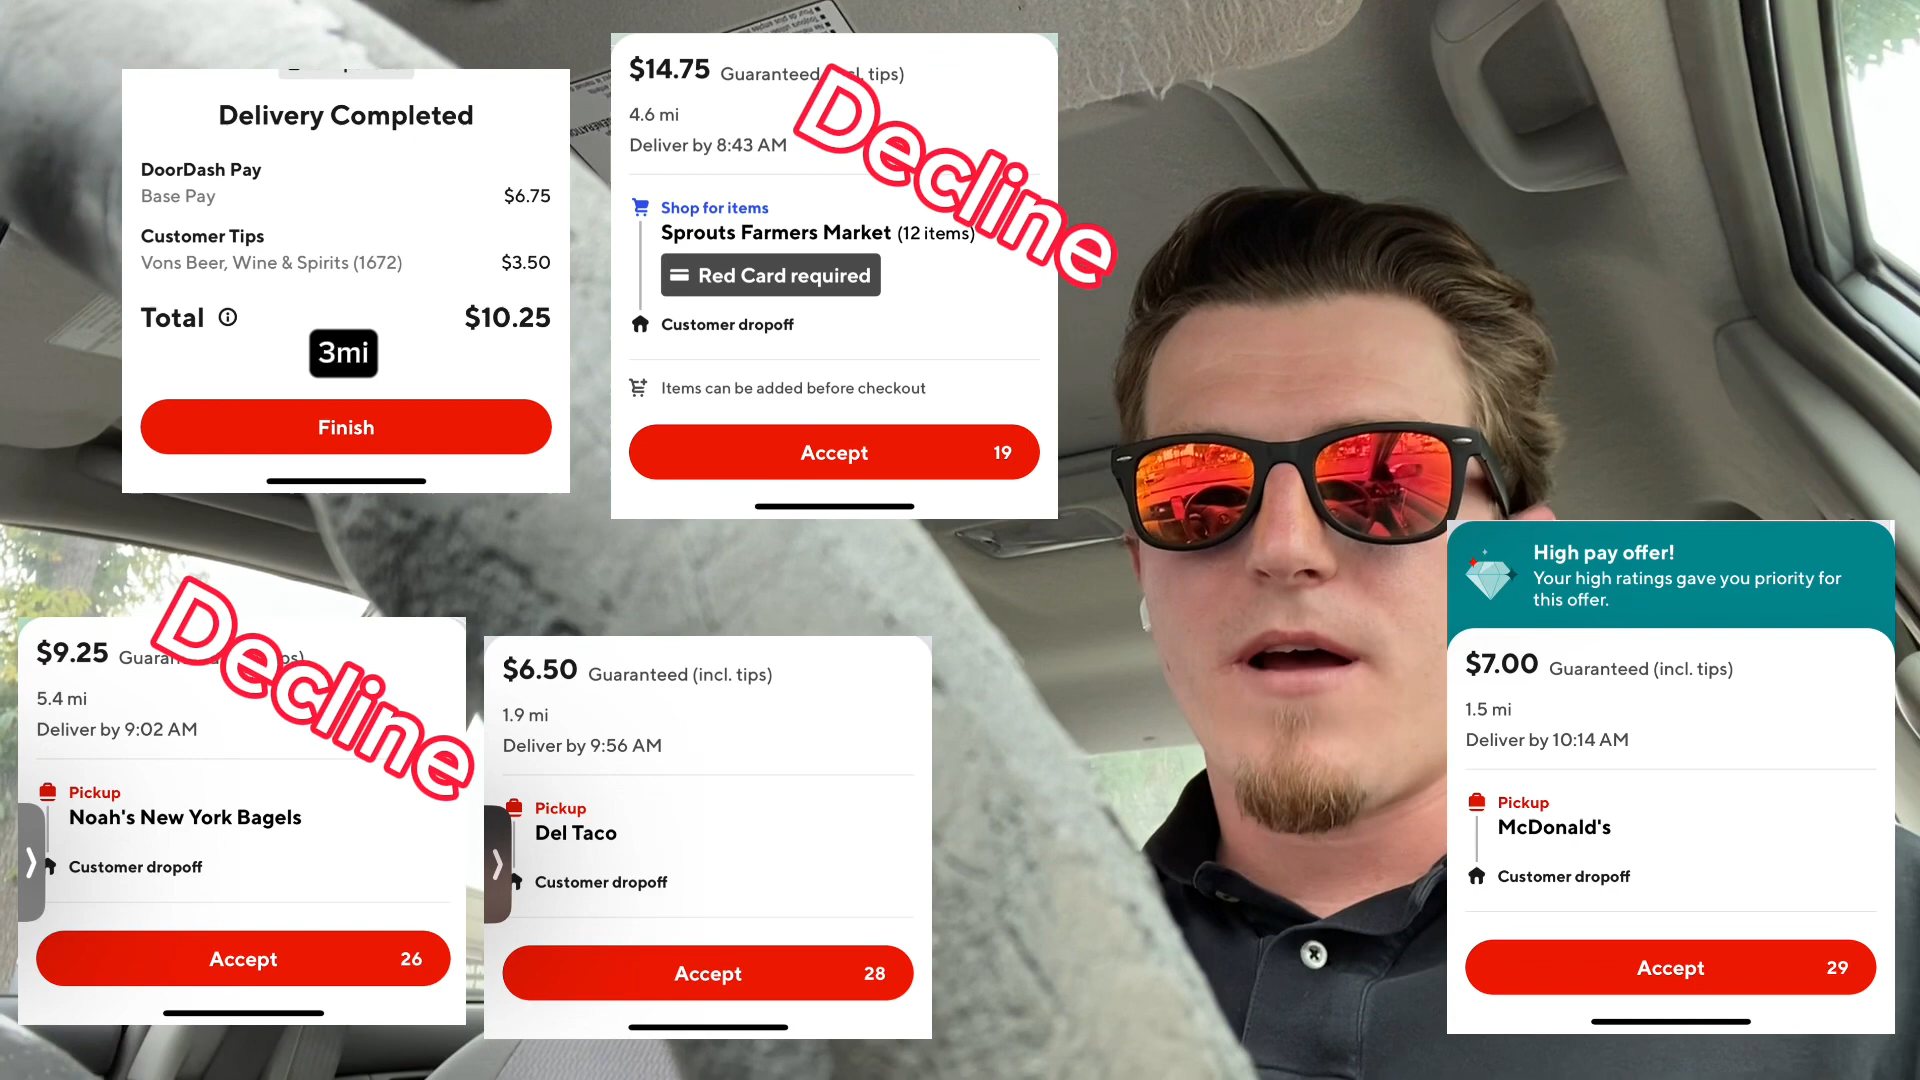 Delivery Completed
DoorDash Pay
Base Pay $6.75
Customer Tips
Vons Beer, Wine & Spirits (1672) $3.50
Total $10.25
3mi
Finish
$14.75 Guaranteed tips)
4.6 mi
Deliver by 8:43 AM
Decline
Shop for items
Sprouts Farmers Market (12 items)
Red Card required
Customer dropoff
Items can be added before checkout
Accept 19
$9.25
5.4 mi
Deliver by 9:02 AM
Decline
Pickup
Noah's New York Bagels
Customer dropoff
Accept 26
$6.50 Guaranteed (incl. tips)
1.9 mi
Deliver by 9:56 AM
Pickup
Del Taco
Customer dropoff
Accept 28
High pay offer!
Your high ratings gave you priority for
this offer.
$7.00 Guaranteed (incl. tips)
1.5 mi
Deliver by 10:14 AM
Pickup
McDonald's
Customer dropoff
Accept 29